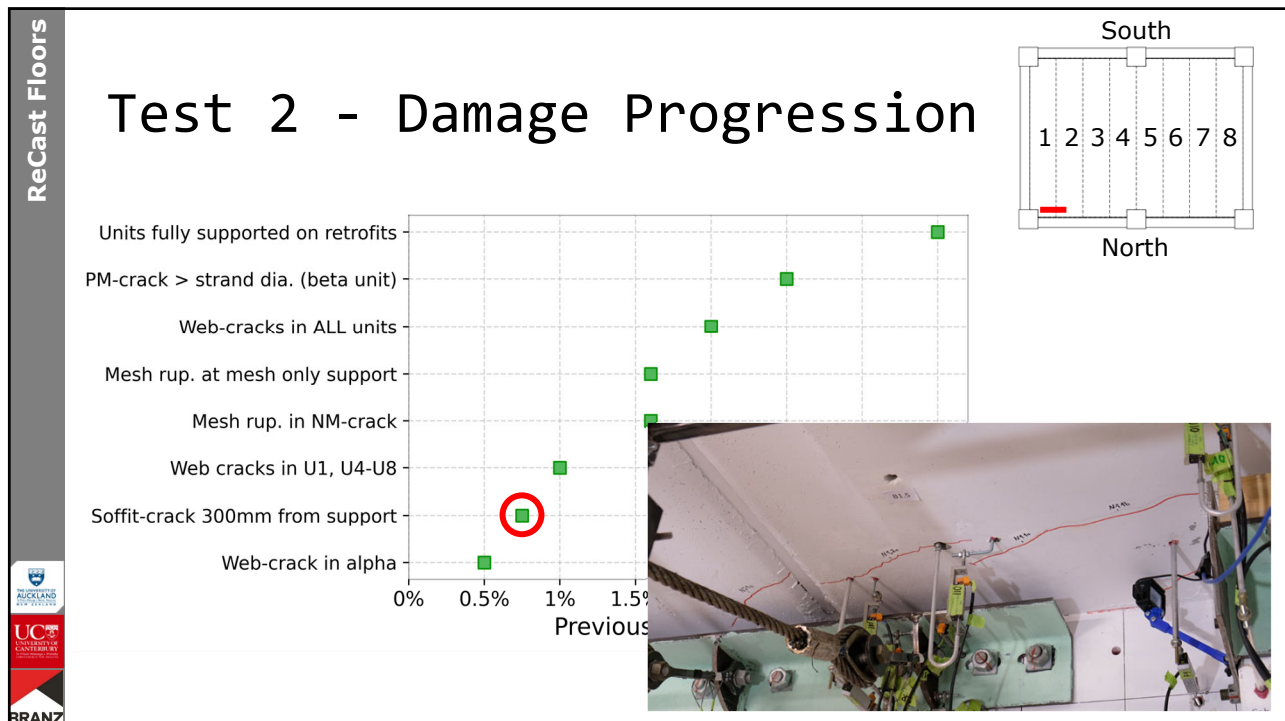 ReCast Floors
Test 2 - Damage Progression
South
1 2 3 4 5 6 7 8
North
Units fully supported on retrofits
PM-crack > strand dia. (beta unit)
Web-cracks in ALL units
Mesh rup. at mesh only support
Mesh rup. in NM-crack
Web cracks in U1, U4-U8
Soffit-crack 300mm from support
Web-crack in alpha
0% 0.5% 1% 1.5
Previous
THE UNIVERSITY OF
AUCKLAND
NEW ZEALAND
UC
UNIVERSITY OF
CANTERBURY
BRANZ